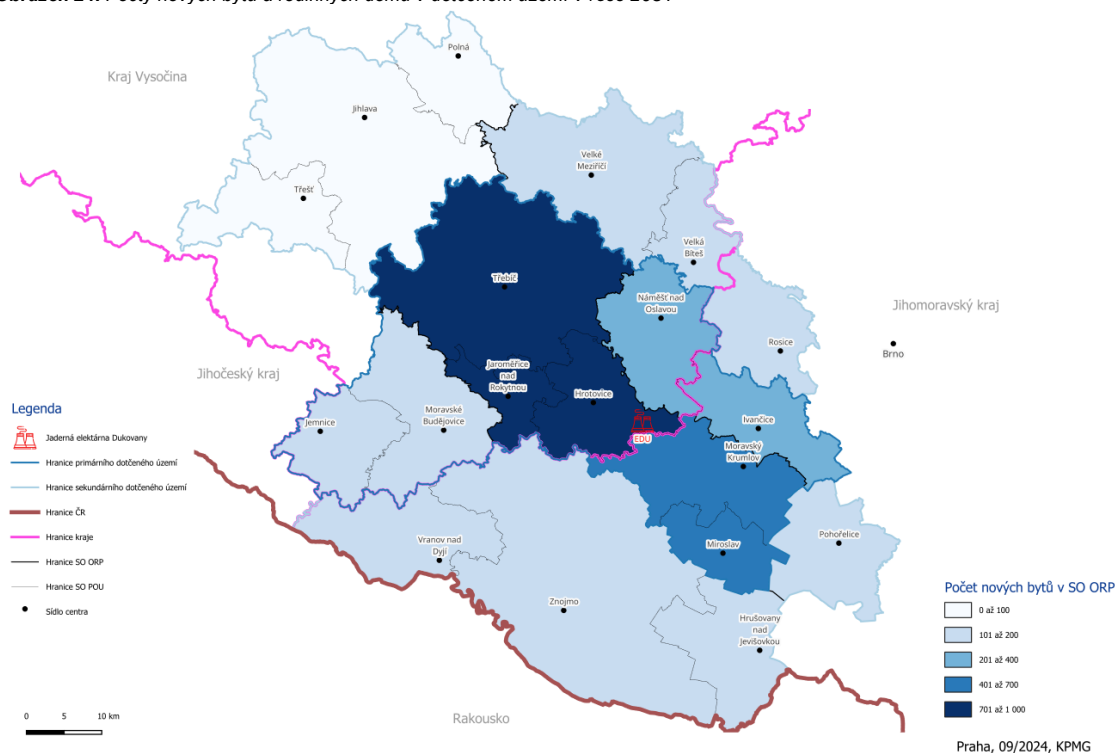 Kraj Vysočina
Polná
Jihlava
Třešť
Velké
Meziříčí
Velká
Bíteš
Třebíč
Náměšť nad
Oslavou
Jihomoravský kraj
Rosice
Brno
Jihočeský kraj
Jaroměřice
nad
Rokytnou
Hrotovice
Jemnice
Moravské
Budějovice
EDU
Ivančice
Moravský
Krumlov
Vranov nad
Dyjí
Miroslav
Pohořelice
Znojmo
Hrušovany
nad
Jevišovkou
Rakousko
Legenda
Jaderná elektárna Dukovany
Hranice primárního dotčeného území
Hranice sekundárního dotčeného území
Hranice ČR
Hranice kraje
Hranice SO ORP
Hranice SO POU
Sídlo centra
0 5 10 km
Počet nových bytů v SO ORP
0 až 100
101 až 200
201 až 400
401 až 700
701 až 1 000
Praha, 09/2024, KPMG